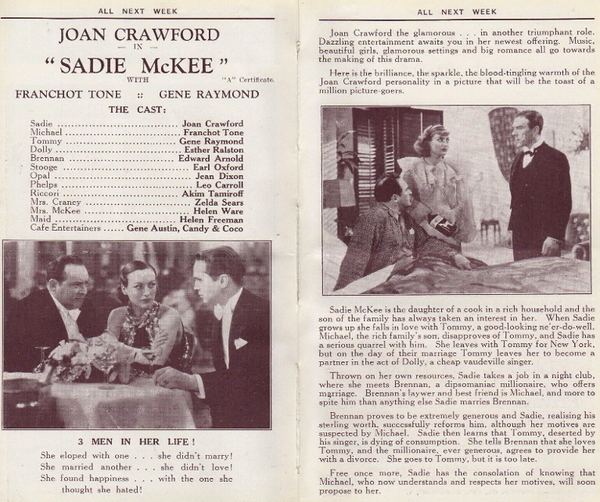 ALL NEXT WEEK
JOAN CRAWFORD
— IN —
"SADIE McKEE"
WITH "A" Certificate.
FRANCHOT TONE :: GENE RAYMOND
THE CAST:
Sadie ........ Joan Crawford
Michael ........ Franchot Tone
Tommy ........ Gene Raymond
Dolly ........ Esther Ralston
Brennan ........ Edward Arnold
Stooge ........ Earl Oxford
Opal ........ Jean Dixon
Phelps ........ Leo Carroll
Riccori ........ Akim Tamiroff
Mrs. Craney ........ Zelda Sears
Mrs. McKee ........ Helen Ware
Maid ........ Helen Freeman
Cafe Entertainers ...... Gene Austin, Candy & Coco
3 MEN IN HER LIFE!
She eloped with one . . . she didn't marry!
She married another . . . she didn't love!
She found happiness . . . with the one she
thought she hated!
ALL NEXT WEEK
Joan Crawford the glamorous . . . in another triumphant role.
Dazzling entertainment awaits you in her newest offering. Music,
beautiful girls, glamorous settings and big romance all go towards
the making of this drama.
Here is the brilliance, the sparkle, the blood-tingling warmth of the
Joan Crawford personality in a picture that will be the toast of a
million picture-goers.
Sadie McKee is the daughter of a cook in a rich household and the
son of the family has always taken an interest in her. When Sadie
grows up she falls in love with Tommy, a good-looking ne'er-do-well.
Michael, the rich family's son, disapproves of Tommy, and Sadie has
a serious quarrel with him. She leaves with Tommy for New York,
but on the day of their marriage Tommy leaves her to become a
partner in the act of Dolly, a cheap vaudeville singer.
Thrown on her own resources, Sadie takes a job in a night club,
where she meets Brennan, a dipsomaniac millionaire, who offers
marriage. Brennan's laywer and best friend is Michael, and more to
spite him than anything else Sadie marries Brennan.
Brennan proves to be extremely generous and Sadie, realising his
sterling worth, successfully reforms him, although her motives are
suspected by Michael. Sadie then learns that Tommy, deserted by
his singer, is dying of consumption. She tells Brennan that she loves
Tommy, and the millionaire, ever generous, agrees to provide her
with a divorce. She goes to Tommy, but it is too late.
Free once more, Sadie has the consolation of knowing that
Michael, who now understands and respects her motives, will soon
propose to her.